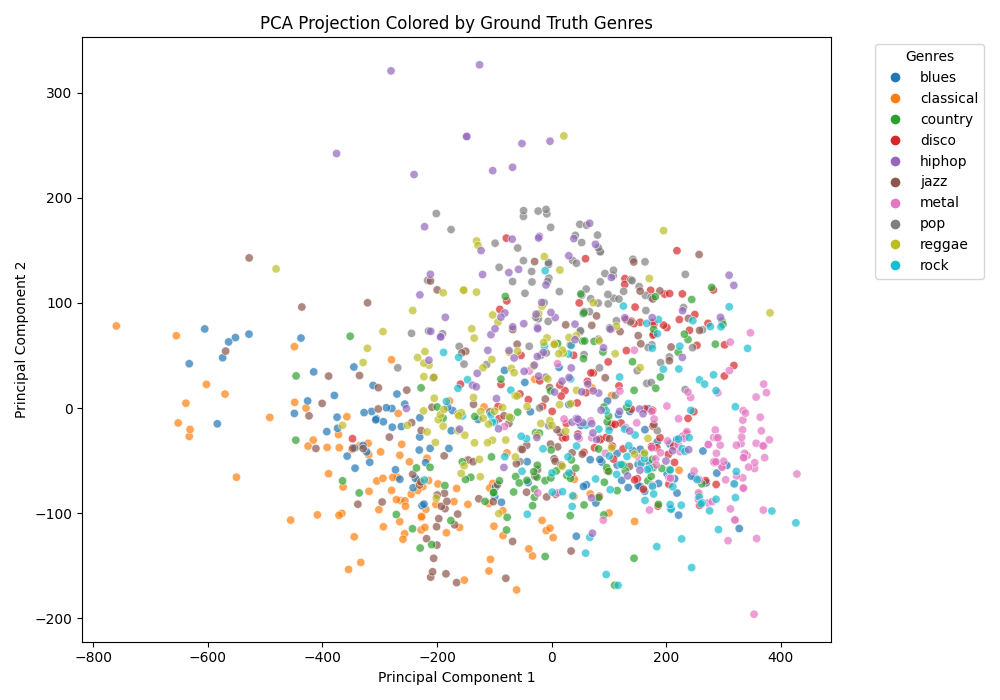 PCA Projection Colored by Ground Truth Genres
Genres
blues
classical
country
disco
hiphop
jazz
metal
pop
reggae
rock
Principal Component 2
300
200
100
0
−100
−200
−800
−600
−400
−200
0
200
400
Principal Component 1